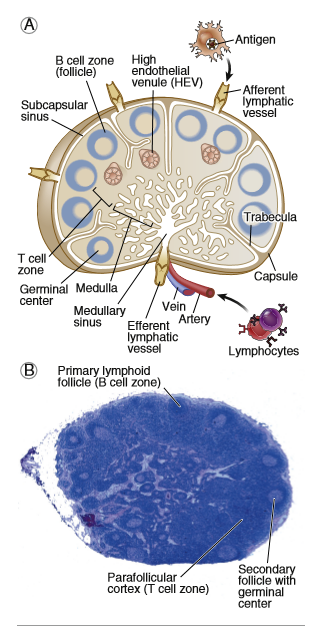 A
Antigen
B cell zone
(follicle)
High
endothelial
venule (HEV)
Afferent
lymphatic
vessel
Subcapsular
sinus
Trabecula
T cell
zone
Capsule
Germinal
center
Medulla
Medullary
sinus
Vein
Artery
Efferent
lymphatic
vessel
Lymphocytes
B
Primary lymphoid
follicle (B cell zone)
Parafollicular
cortex (T cell zone)
Secondary
follicle with
germinal
center